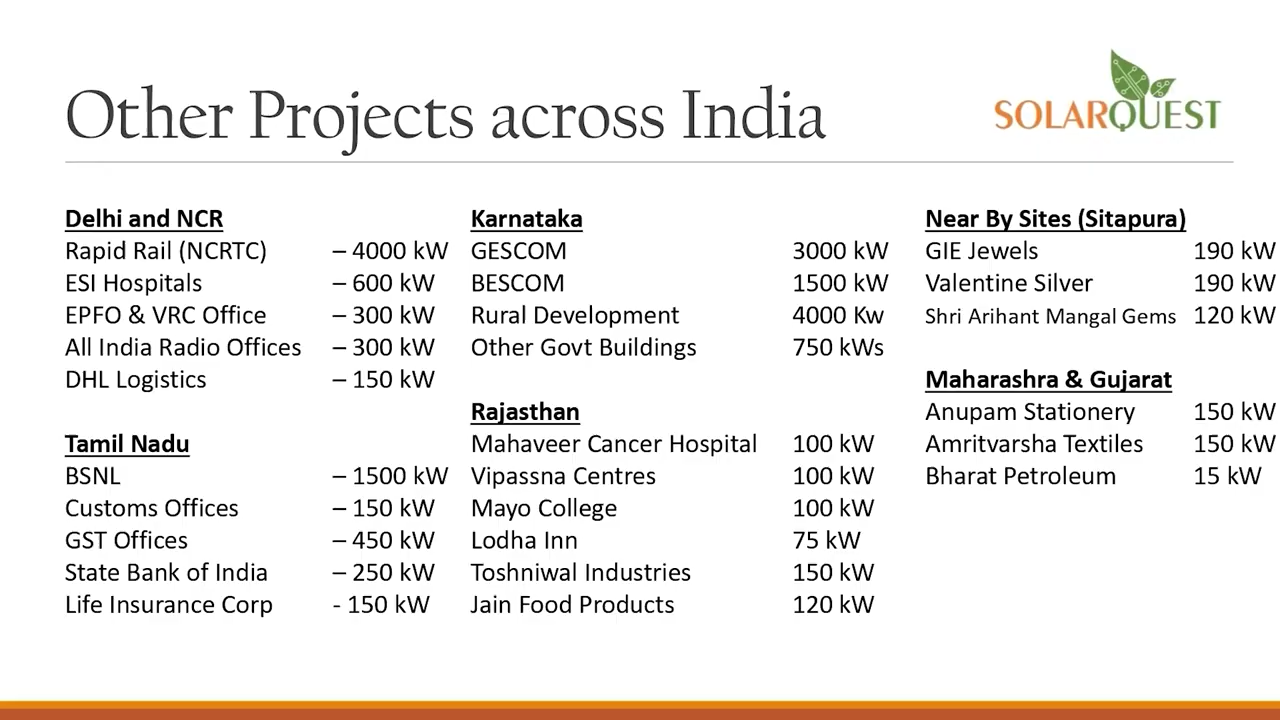 Other Projects across India
SOLARQUEST
Delhi and NCR
Rapid Rail (NCRTC) – 4000 kW
ESI Hospitals – 600 kW
EPFO & VRC Office – 300 kW
All India Radio Offices – 300 kW
DHL Logistics – 150 kW
Tamil Nadu
BSNL – 1500 kW
Customs Offices – 150 kW
GST Offices – 450 kW
State Bank of India – 250 kW
Life Insurance Corp - 150 kW
Karnataka
GESCOM 3000 kW
BESCOM 1500 kW
Rural Development 4000 Kw
Other Govt Buildings 750 kWs
Rajasthan
Mahaveer Cancer Hospital 100 kW
Vipassna Centres 100 kW
Mayo College 100 kW
Lodha Inn 75 kW
Toshniwal Industries 150 kW
Jain Food Products 120 kW
Near By Sites (Sitapura)
GIE Jewels 190 kW
Valentine Silver 190 kW
Shri Arihant Mangal Gems 120 kW
Maharashra & Gujarat
Anupam Stationery 150 kW
Amritvarsha Textiles 150 kW
Bharat Petroleum 15 kW